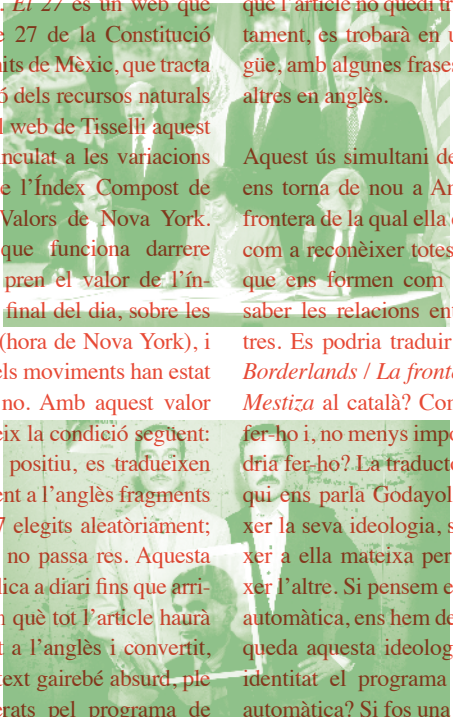 . El 27 és un web que
e 27 de la Constitució
nits de Mèxic, que tracta
ó dels recursos naturals
l web de Tisselli aquest
inculat a les variacions
e l’Índex Compost de
Valors de Nova York.
que funciona darrere
pren el valor de l’ín-
final del dia, sobre les
(hora de Nova York), i
els moviments han estat
no. Amb aquest valor
eix la condició següent:
positiu, es tradueixen
ent a l’anglès fragments
7 elegits aleatòriament;
no passa res. Aquesta
lica a diari fins que arri-
n què tot l’article haurà
t a l’anglès i convertit,
text gairebé absurd, ple
erats pel programa de
que l’article no quedi tr
tament, es trobarà en u
güe, amb algunes frases
altres en anglès.
Aquest ús simultani de
ens torna de nou a An
frontera de la qual ella
com a reconèixer totes
que ens formen com
saber les relacions en
tres. Es podria traduir
Borderlands / La fronte
Mestiza al català? Com
fer-ho i, no menys impo
dria fer-ho? La traducto
qui ens parla Godayol
xer la seva ideologia, s
xer a ella mateixa per
xer l’altre. Si pensem e
automàtica, ens hem de
queda aquesta ideolog
identitat el programa
automàtica? Si fos una